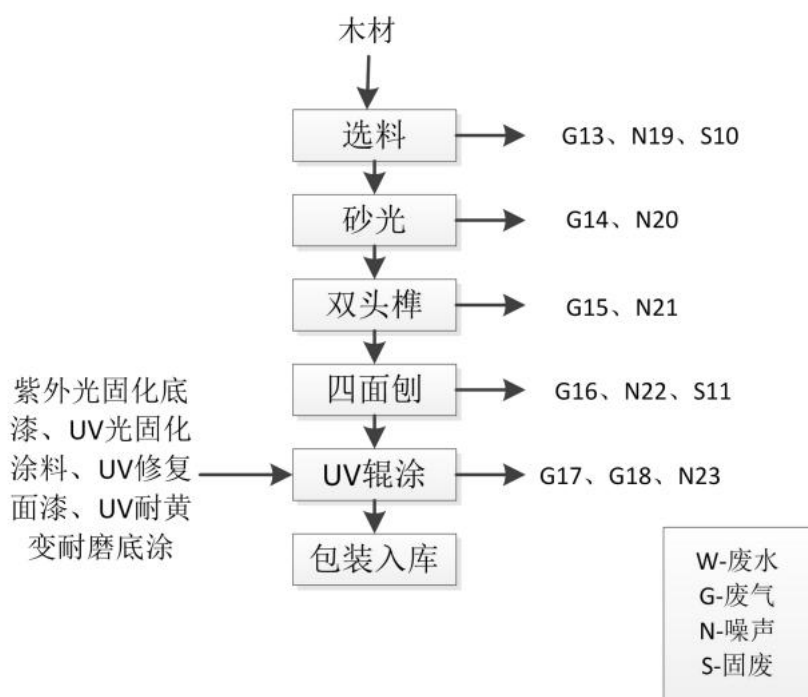 木材
选料
G13、N19、S10
砂光
G14、N20
双头榫
G15、N21
四面刨
G16、N22、S11
紫外光固化底
漆、UV光固化
涂料、UV修复
面漆、UV耐黄
变耐磨底涂
UV辊涂
G17、G18、N23
包装入库
W-废水
G-废气
N-噪声
S-固废